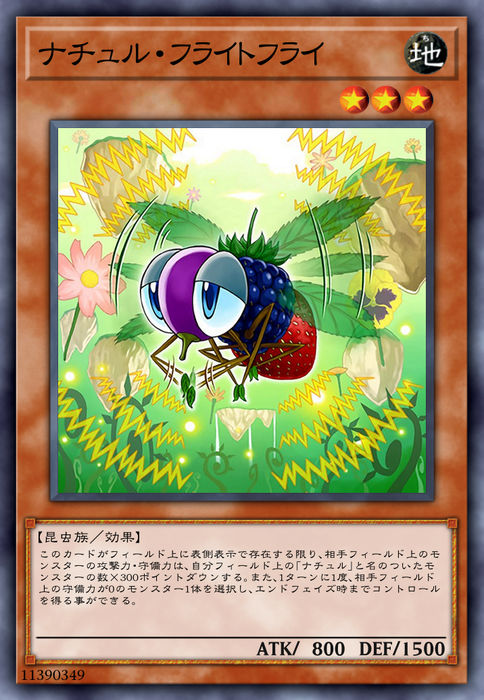 ナチュル・フライトフライ
ち
地
【昆虫族／効果】
このカードがフィールド上に表側表示で存在する限り、相手フィールド上のモ
ンスターの攻撃力・守備力は、自分フィールド上の「ナチュル」と名のついたモ
ンスターの数×300ポイントダウンする。また、1ターンに1度、相手フィールド
上の守備力が0のモンスター1体を選択し、エンドフェイズ時までコントロール
を得る事ができる。
ATK/ 800 DEF/1500
11390349